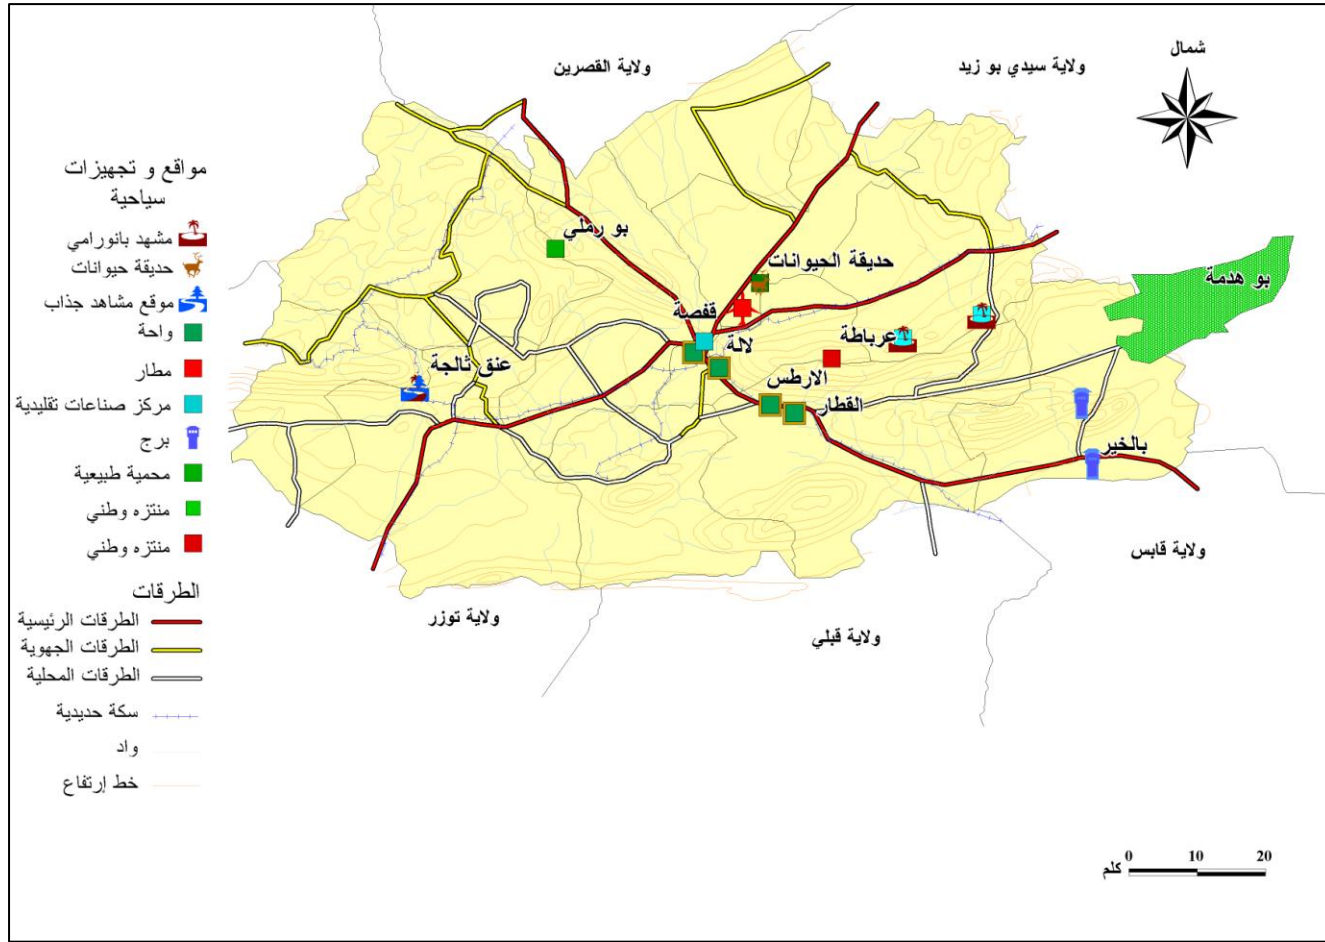 شمال
ولاية القصرين
ولاية سيدي بو زيد
مواقع و تجهيزات
سياحية
مشهد بانورامي
حديقة حيوانات
موقع مشاهد جذاب
واحة
مطار
مركز صناعات تقليدية
برج
محمية طبيعية
منتزه وطني
منتزه وطني
الطرقات
الطرقات الرئيسية
الطرقات الجهوية
الطرقات المحلية
سكة حديدية
واد
خط إرتفاع
بو رملي
حديقة الحيوانات
بو هدمة
قفصة
لالة
عرباطة
عنق ثالجة
الارطس
القطار
بالخير
ولاية قابس
ولاية توزر
ولاية قبلي
0 10 20
كلم